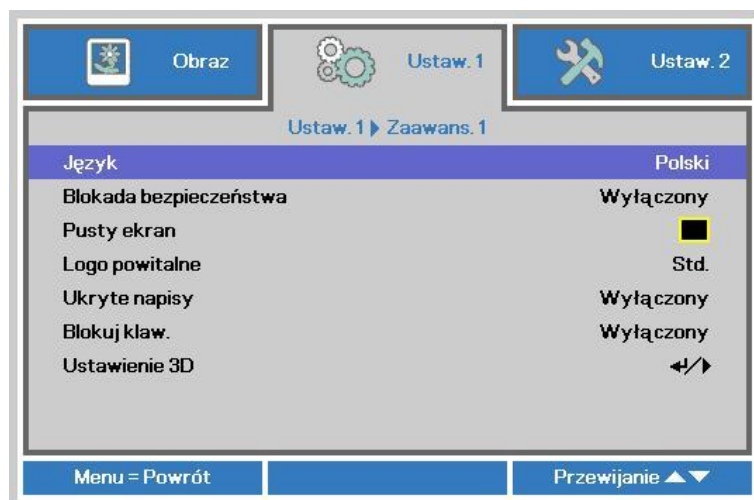 Obraz
Ustaw. 1
Ustaw. 2
Ustaw. 1 Zaawans. 1
Język Polski
Blokada bezpieczeństwa Wyłączony
Pusty ekran
Logo powitalne Std.
Ukryte napisy Wyłączony
Blokuj klaw. Wyłączony
Ustawienie 3D
Menu = Powrót Przewijanie